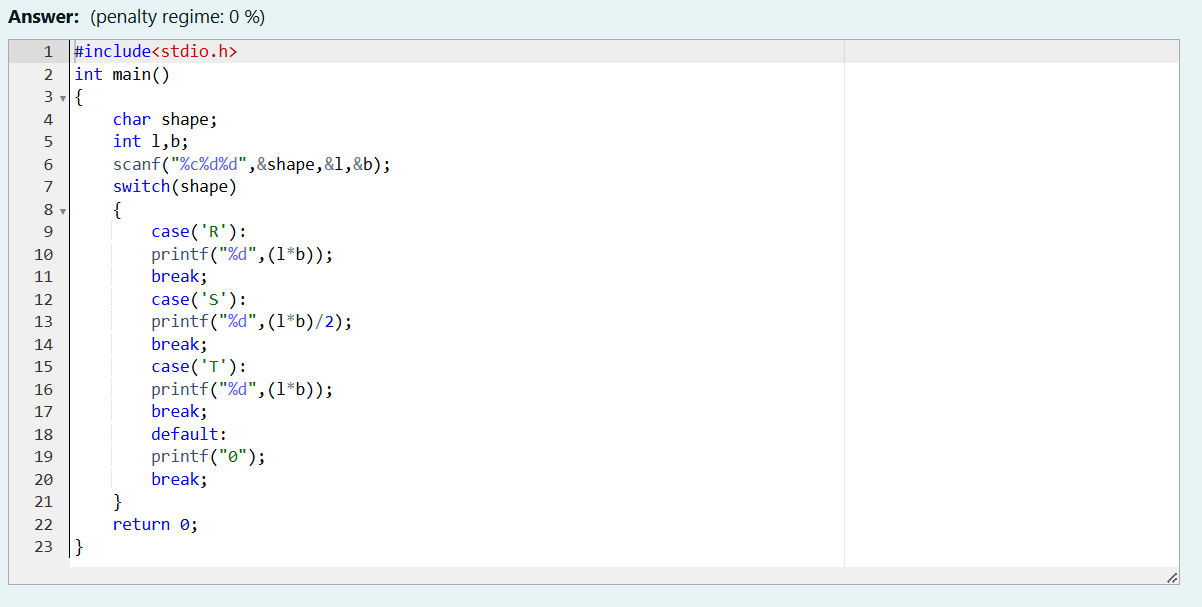 Answer: (penalty regime: 0 %)
1 #include<stdio.h>
2 int main()
3 {
4     char shape;
5     int l,b;
6     scanf("%c%d%d",&shape,&l,&b);
7     switch(shape)
8     {
9         case('R'):
10         printf("%d",(l*b));
11         break;
12         case('S'):
13         printf("%d",(l*b)/2);
14         break;
15         case('T'):
16         printf("%d",(l*b));
17         break;
18         default:
19         printf("0");
20         break;
21     }
22     return 0;
23 }